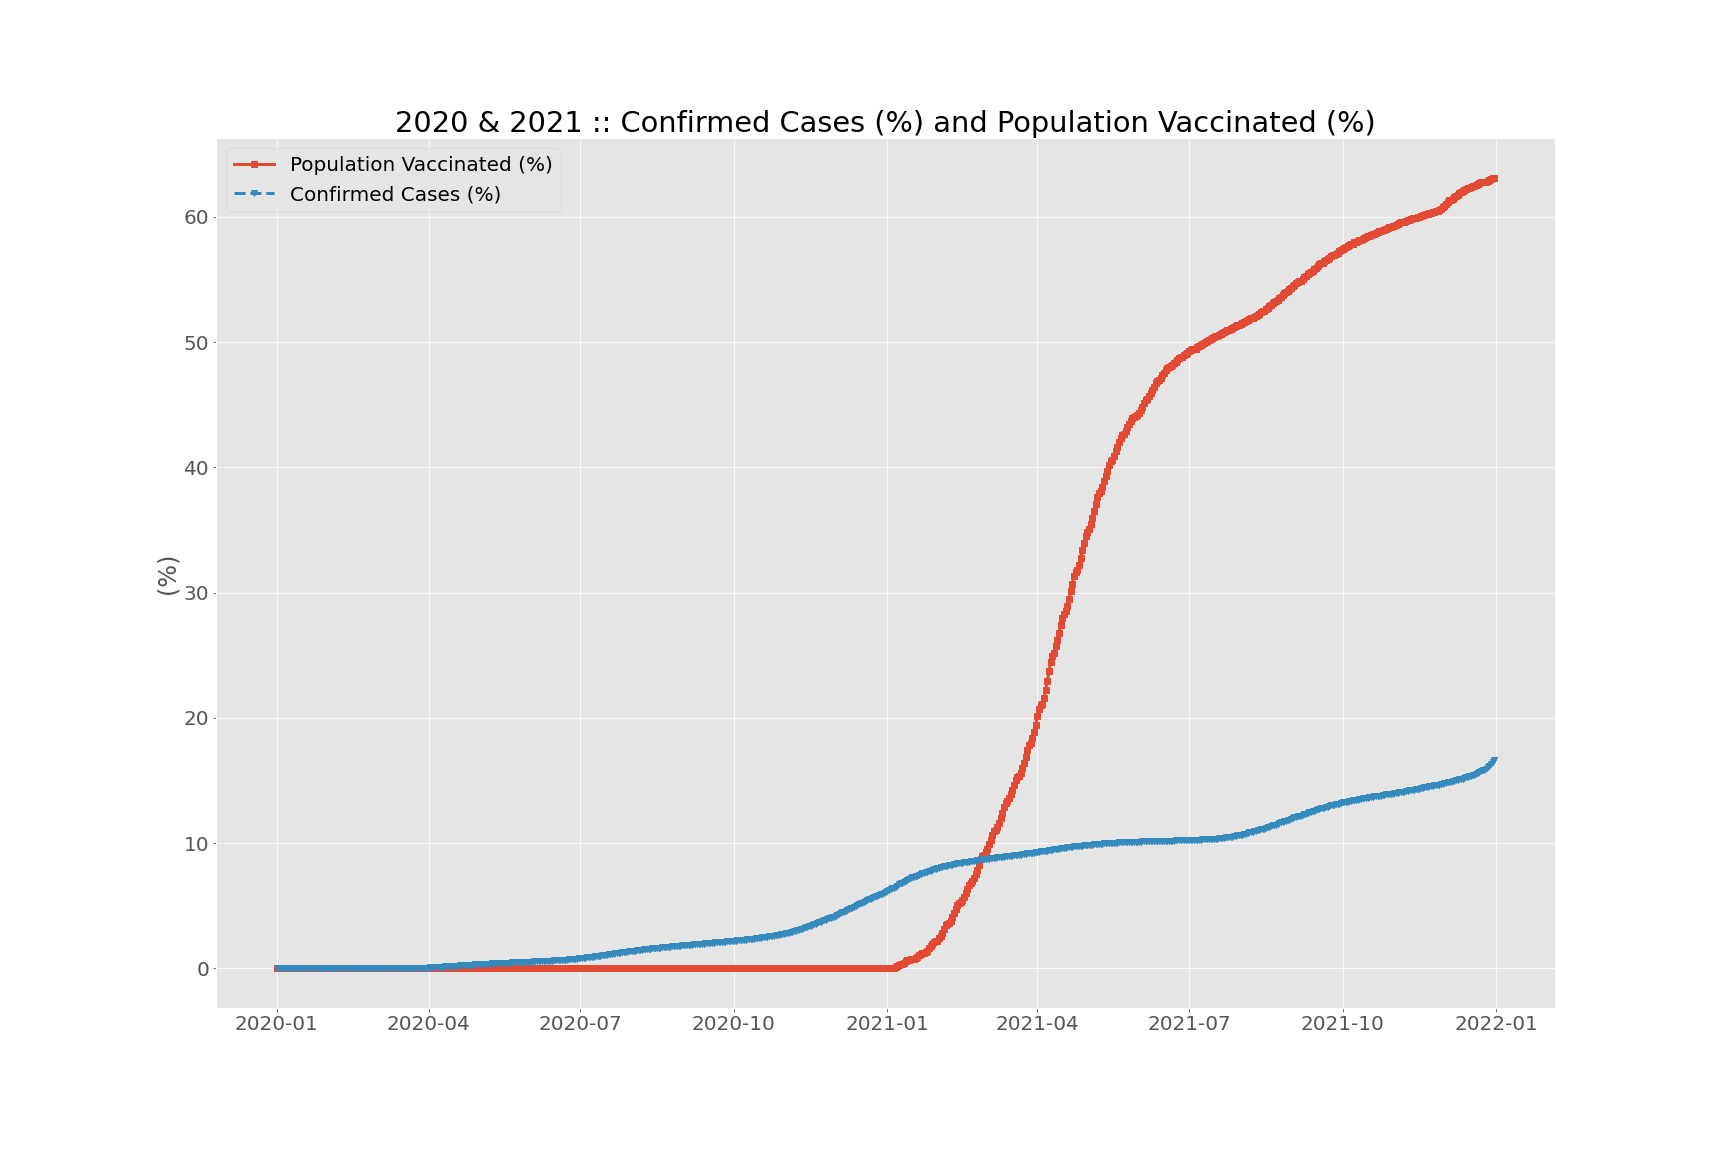 2020 & 2021 :: Confirmed Cases (%) and Population Vaccinated (%)
Population Vaccinated (%)
Confirmed Cases (%)
60
50
40
30
20
10
0
(%)
2020-01 2020-04 2020-07 2020-10 2021-01 2021-04 2021-07 2021-10 2022-01